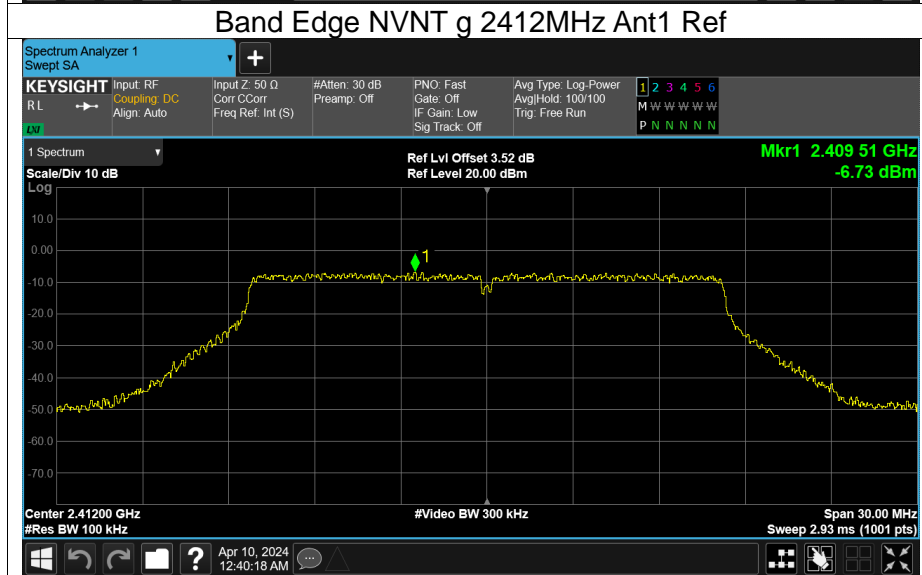 Band Edge NVNT g 2412MHz Ant1 Ref
Spectrum Analyzer 1
Swept SA
+
KEYSIGHT
R L
LXI
Input: RF
Coupling: DC
Align: Auto
Input Z: 50 Ω
Corr CCorr
Freq Ref: Int (S)
#Atten: 30 dB
Preamp: Off
PNO: Fast
Gate: Off
IF Gain: Low
Sig Track: Off
Avg Type: Log-Power
Avg|Hold: 100/100
Trig: Free Run
1 2 3 4 5 6
M W W W W W
P N N N N N
1 Spectrum
Scale/Div 10 dB
Ref Lvl Offset 3.52 dB
Ref Level 20.00 dBm
Mkr1 2.409 51 GHz
-6.73 dBm
Log
10.0
0.00
-10.0
-20.0
-30.0
-40.0
-50.0
-60.0
-70.0
1
Center 2.41200 GHz
#Res BW 100 kHz
#Video BW 300 kHz
Span 30.00 MHz
Sweep 2.93 ms (1001 pts)
?
Apr 10, 2024
12:40:18 AM